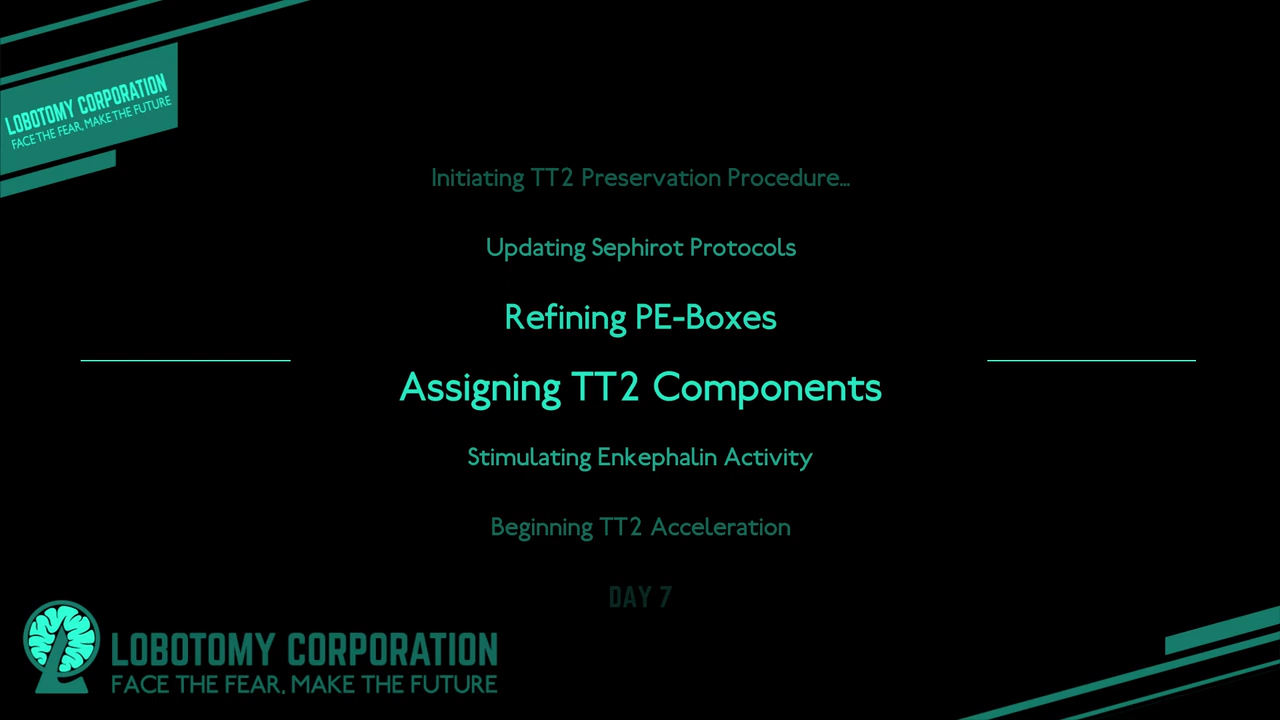 LOBOTOMY CORPORATION
FACE THE FEAR, MAKE THE FUTURE
Initiating TT2 Preservation Procedure...
Updating Sephirot Protocols
Refining PE-Boxes
Assigning TT2 Components
Stimulating Enkephalin Activity
Beginning TT2 Acceleration
DAY 7
LOBOTOMY CORPORATION
FACE THE FEAR, MAKE THE FUTURE